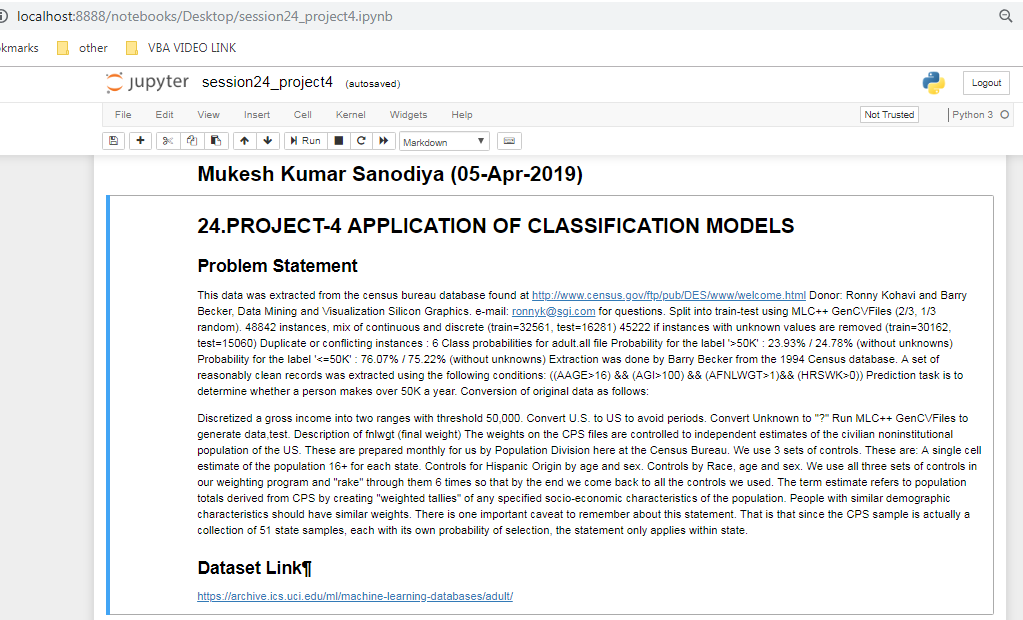 localhost:8888/notebooks/Desktop/session24_project4.ipynb
kmarks other VBA VIDEO LINK
jupyter session24_project4 (autosaved) Logout
File Edit View Insert Cell Kernel Widgets Help Not Trusted Python 3
Run Markdown
Mukesh Kumar Sanodiya (05-Apr-2019)
24.PROJECT-4 APPLICATION OF CLASSIFICATION MODELS
Problem Statement
This data was extracted from the census bureau database found at http://www.census.gov/ftp/pub/DES/www/welcome.html Donor: Ronny Kohavi and Barry
Becker, Data Mining and Visualization Silicon Graphics. e-mail: ronnyk@sgi.com for questions. Split into train-test using MLC++ GenCVFiles (2/3, 1/3
random). 48842 instances, mix of continuous and discrete (train=32561, test=16281) 45222 if instances with unknown values are removed (train=30162,
test=15060) Duplicate or conflicting instances : 6 Class probabilities for adult.all file Probability for the label '>50K' : 23.93% / 24.78% (without unknowns)
Probability for the label '<=50K' : 76.07% / 75.22% (without unknowns) Extraction was done by Barry Becker from the 1994 Census database. A set of
reasonably clean records was extracted using the following conditions: ((AAGE>16) && (AGI>100) && (AFNLWGT>1)&& (HRSWK>0)) Prediction task is to
determine whether a person makes over 50K a year. Conversion of original data as follows:
Discretized a gross income into two ranges with threshold 50,000. Convert U.S. to US to avoid periods. Convert Unknown to "?" Run MLC++ GenCVFiles to
generate data,test. Description of fnlwgt (final weight) The weights on the CPS files are controlled to independent estimates of the civilian noninstitutional
population of the US. These are prepared monthly for us by Population Division here at the Census Bureau. We use 3 sets of controls. These are: A single cell
estimate of the population 16+ for each state. Controls for Hispanic Origin by age and sex. Controls by Race, age and sex. We use all three sets of controls in
our weighting program and "rake" through them 6 times so that by the end we come back to all the controls we used. The term estimate refers to population
totals derived from CPS by creating "weighted tallies" of any specified socio-economic characteristics of the population. People with similar demographic
characteristics should have similar weights. There is one important caveat to remember about this statement. That is that since the CPS sample is actually a
collection of 51 state samples, each with its own probability of selection, the statement only applies within state.
Dataset Link¶
https://archive.ics.uci.edu/ml/machine-learning-databases/adult/